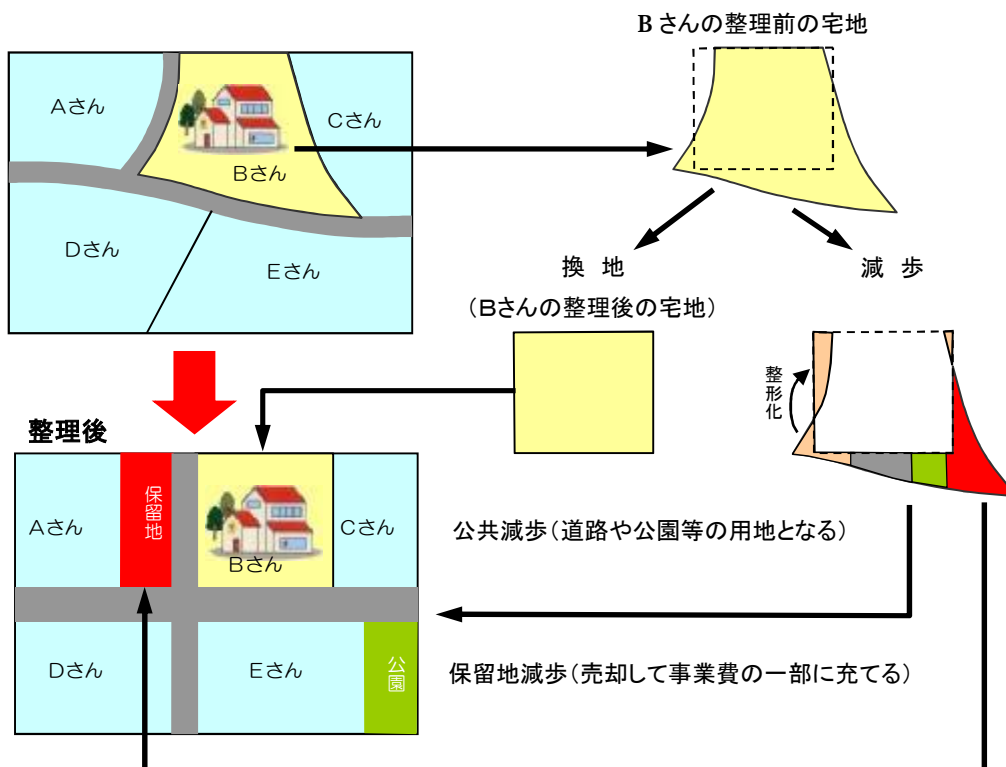 Bさんの整理前の宅地
Aさん
Cさん
Bさん
Dさん
Eさん
換 地
減 歩
(Bさんの整理後の宅地)
整形化
整理後
Aさん
保留地
Bさん
Cさん
公共減歩(道路や公園等の用地となる)
Dさん
Eさん
公園
保留地減歩(売却して事業費の一部に充てる)